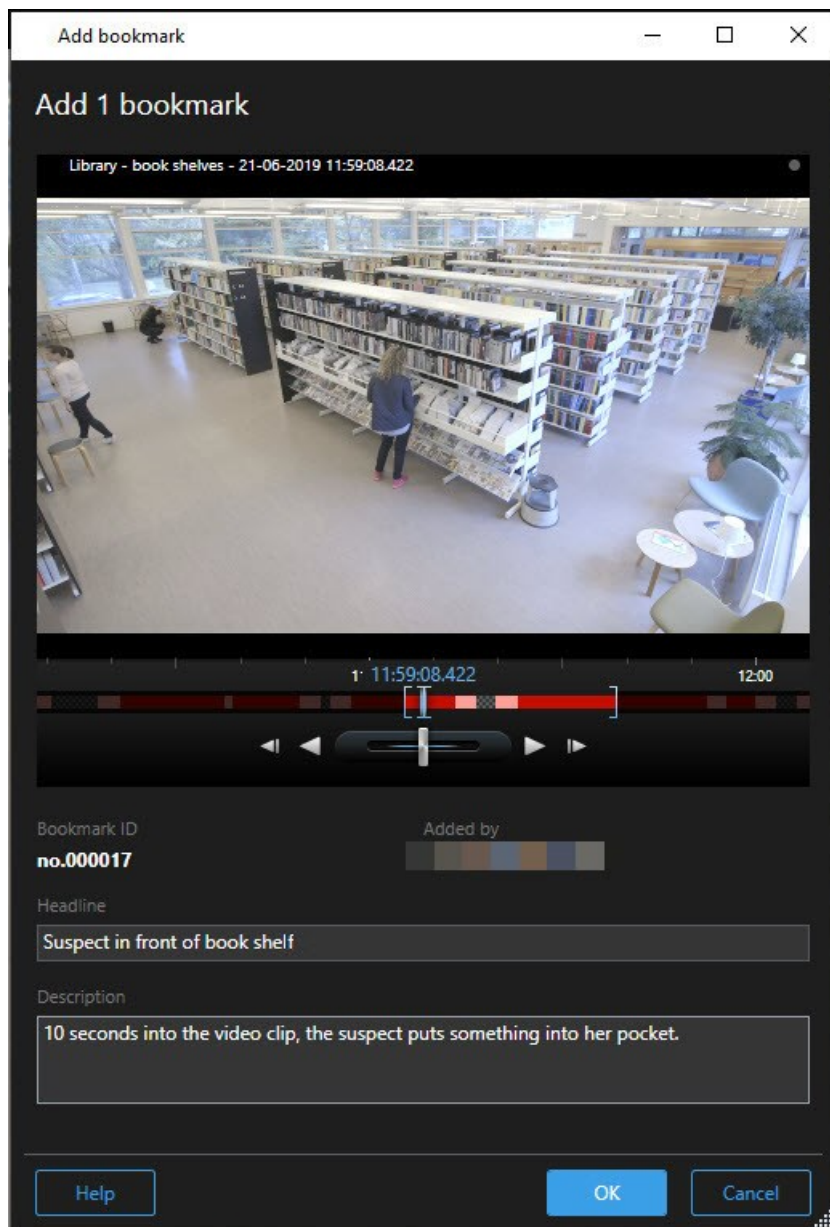 Add bookmark
Add 1 bookmark
Library - book shelves - 21-06-2019 11:59:08.422
11:59:08.422
12:00
Bookmark ID
Added by
no.000017
Headline
Suspect in front of book shelf
Description
10 seconds into the video clip, the suspect puts something into her pocket.
Help
OK
Cancel